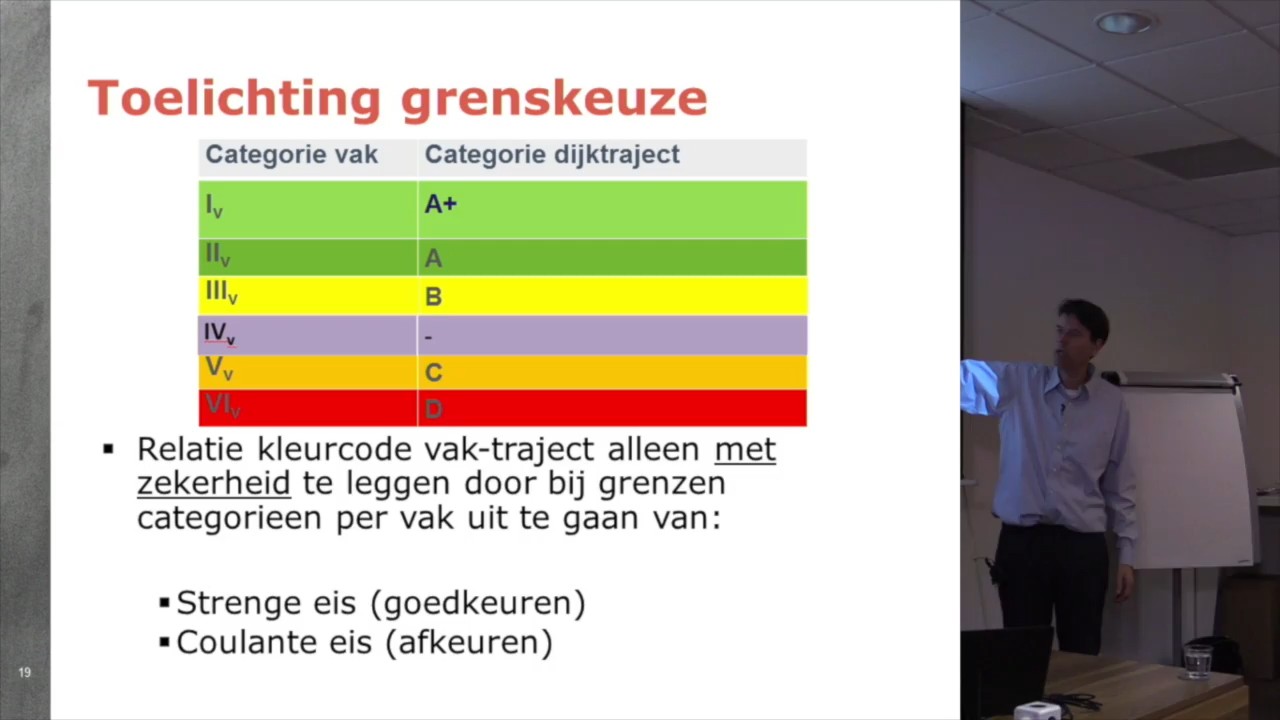 Toelichting grenskeuze
Categorie vak Categorie dijktraject
Iv A+
IIv A
IIIv B
IVv -
Vv C
VIv D
▪ Relatie kleurcode vak-traject alleen met
zekerheid te leggen door bij grenzen
categorieen per vak uit te gaan van:
▪ Strenge eis (goedkeuren)
▪ Coulante eis (afkeuren)
19